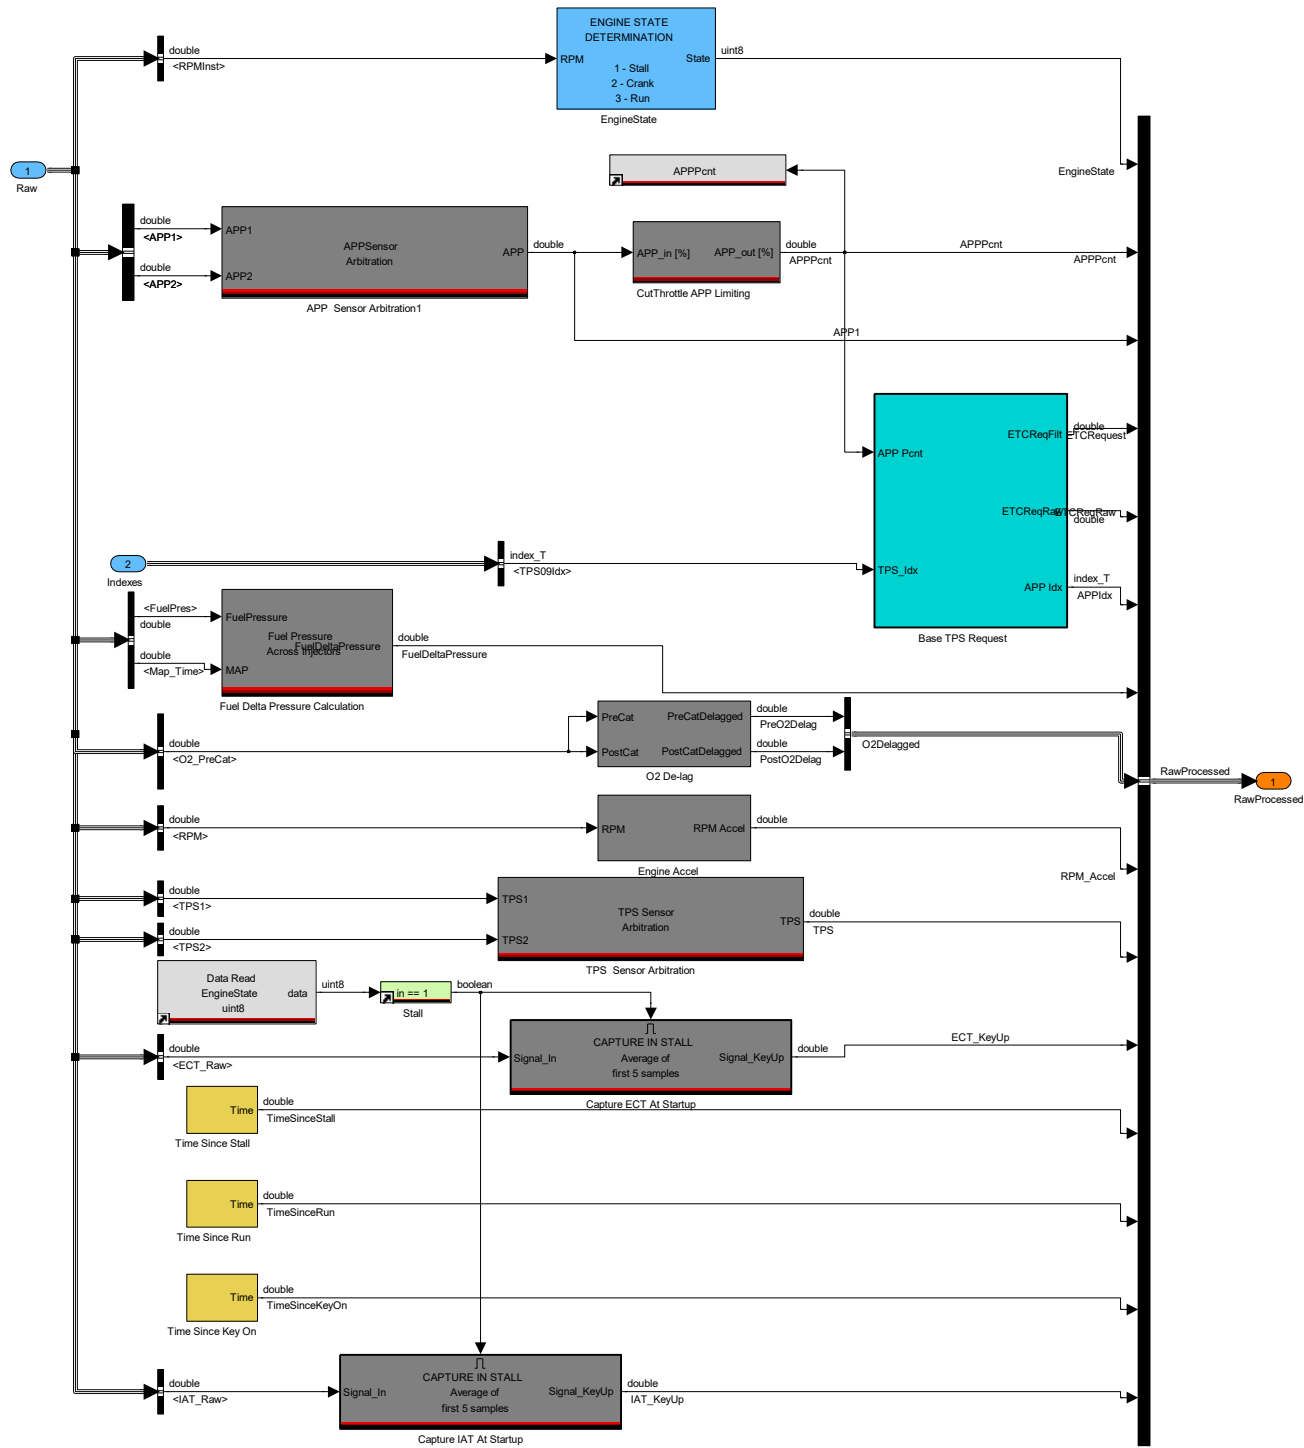 ENGINE STATE
DETERMINATION
RPM
State
1 - Stall
2 - Crank
3 - Run
EngineState
double
<RPMInst>
uint8
EngineState
1
Raw
APPPcnt
double
<APP1>
double
<APP2>
APP1
APP2
APPSensor
Arbitration
APP
APP  Sensor Arbitration1
double
APP_in [%]
APP_out [%]
CutThrottle APP Limiting
double
APPPcnt
APPPcnt
APPPcnt
APP1
APP Pcnt
TPS_Idx
ETCReqFilt
ETCReqRaw
APP Idx
Base TPS Request
double
ETCRequest
ETCReqRaw
double
index_T
APPIdx
2
Indexes
index_T
<TPS09Idx>
<FuelPres>
double
double
<Map_Time>
FuelPressure
MAP
Fuel Pressure
Across Injectors
FuelDeltaPressure
Fuel Delta Pressure Calculation
double
FuelDeltaPressure
double
<O2_PreCat>
PreCat
PostCat
PreCatDelagged
PostCatDelagged
O2 De-lag
double
PreO2Delag
double
PostO2Delag
O2Delagged
RawProcessed
1
RawProcessed
double
<RPM>
RPM
RPM Accel
Engine Accel
double
RPM_Accel
double
<TPS1>
double
<TPS2>
TPS1
TPS2
TPS Sensor
Arbitration
TPS
TPS  Sensor Arbitration
double
TPS
Data Read
EngineState
uint8
data
uint8
in == 1
Stall
boolean
double
<ECT_Raw>
Signal_In
CAPTURE IN STALL
Average of
first 5 samples
Signal_KeyUp
Capture ECT At Startup
double
ECT_KeyUp
Time
Time Since Stall
double
TimeSinceStall
Time
Time Since Run
double
TimeSinceRun
Time
Time Since Key On
double
TimeSinceKeyOn
double
<IAT_Raw>
Signal_In
CAPTURE IN STALL
Average of
first 5 samples
Signal_KeyUp
Capture IAT At Startup
double
IAT_KeyUp